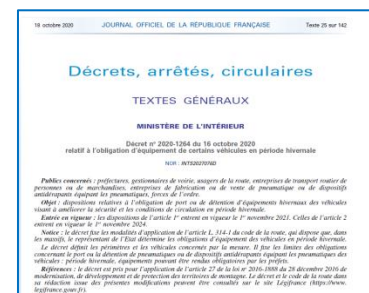 18 octobre 2020 JOURNAL OFFICIEL DE LA RÉPUBLIQUE FRANÇAISE Texte 25 sur 142
Décrets, arrêtés, circulaires
TEXTES GÉNÉRAUX
MINISTÈRE DE L'INTÉRIEUR
Décret nº 2020-1264 du 16 octobre 2020
relatif à l'obligation d'équipement de certains véhicules en période hivernale
NOR : INTS2027076D
Publics concernés : préfectures, gestionnaires de voirie, usagers de la route, entreprises de transport routier de
personnes ou de marchandises, entreprises de fabrication ou de vente de pneumatique ou de dispositifs
antidérapants équipant les pneumatiques, forces de l'ordre.
Objet : dispositions relatives à l'obligation de port ou de détention d'équipements hivernaux des véhicules
visant à améliorer la sécurité et les conditions de circulation en période hivernale.
Entrée en vigueur : les dispositions de l'article 1er entrent en vigueur le 1er novembre 2021. Celles de l'article 2
entrent en vigueur le 1er novembre 2024.
Notice : le décret fixe les modalités d'application de l'article L. 314-1 du code de la route, qui dispose que, dans
les massifs, le représentant de l'Etat détermine les obligations d'équipement des véhicules en période hivernale.
Le décret définit les périmètres et les véhicules concernés par la mesure. Il fixe les limites des obligations
concernant le port ou la détention de pneumatiques ou de dispositifs antidérapants équipant les pneumatiques des
véhicules : période hivernale, équipements pouvant être rendus obligatoires par les préfets.
Références : le décret est pris pour l'application de l'article 27 de la loi nº 2016-1888 du 28 décembre 2016 de
modernisation, de développement et de protection des territoires de montagne. Le décret et le code de la route dans
sa rédaction issue des présentes modifications peuvent être consultés sur le site Légifrance (https://www.
legifrance.gouv.fr).